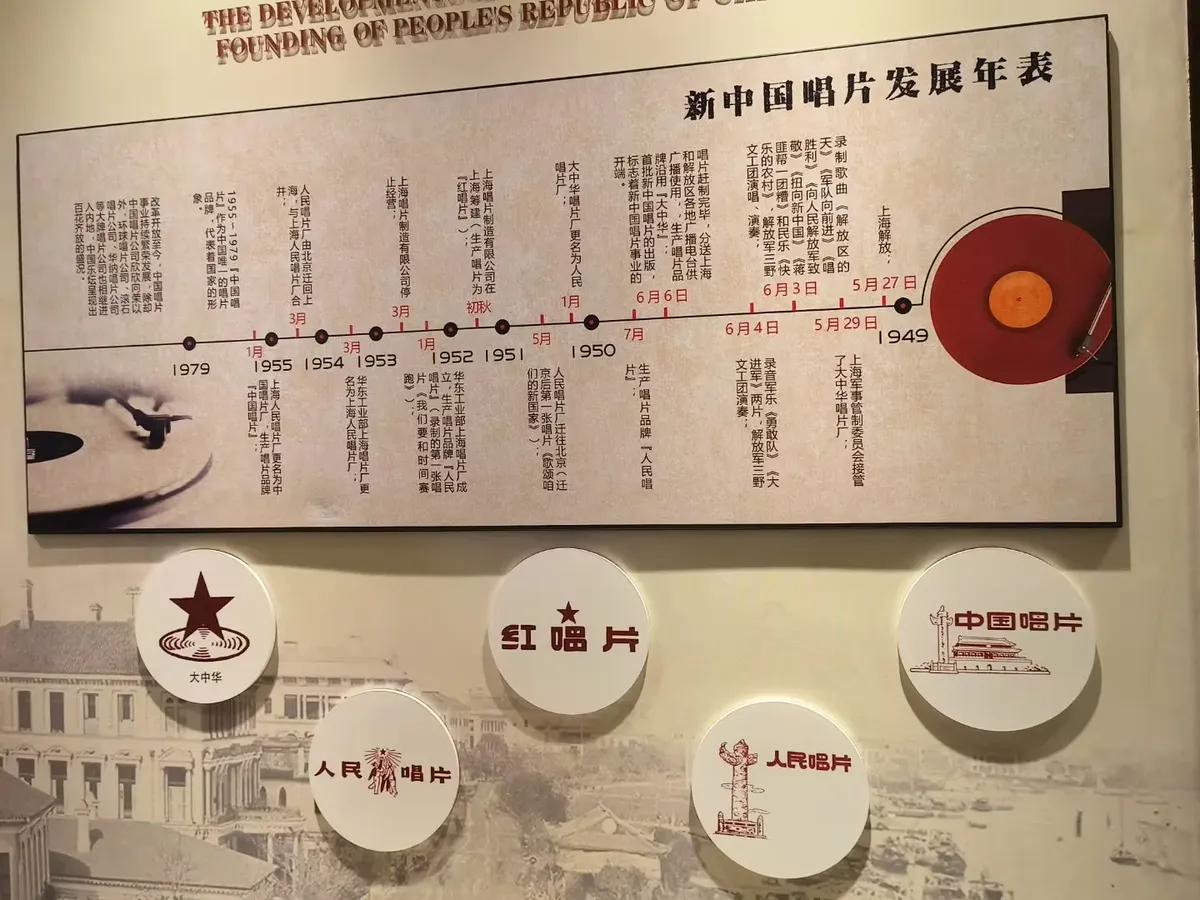 THE DEVELOPMENT
FOUNDING OF PEOPLE'S REPUBLIC OF
新中国唱片发展年表
1949
5月27日
上海解放；
5月29日
上海军事管制委员会接管
了大中华唱片厂；
6月3日
录制歌曲《解放区的
天》《军队向前进》《唱
胜利》《向人民解放军致
敬》《扭向新中国》《蒋
匪帮一团糟》和民乐《快
乐的农村》，解放军三野
文工团演唱、演奏；
6月4日
录音军乐《勇敢队》《大
进军》两片，解放军三野
文工团演奏；
6月6日
唱片赶制完毕，分送上海
和解放区各地广播电台供
广播使用，生产唱片品
牌沿用『大中华』；
首批新中国唱片的出版，
标志着新中国唱片事业的
开端。
7月
生产唱片品牌『人民唱
片』；
1950
1月
大中华唱片厂更名为人民
唱片厂；
5月
人民唱片厂迁往北京（迁
京后第一张唱片《歌颂咱
们的新国家》）；
1951
初秋
上海唱片制造有限公司在
上海筹建（生产唱片为
『红唱片』）；
1952
1月
华东工业部上海唱片厂成
立，生产唱片品牌『人民
唱片』（录制的第一张唱
片《我们要和时间赛
跑》）；
3月
上海唱片制造有限公司停
止经营；
1953
3月
华东工业部上海唱片厂更
名为上海人民唱片厂；
1954
3月
人民唱片厂由北京迁回上
海，与上海人民唱片厂合
并；
1955
1月
上海人民唱片厂更名为中
国唱片厂，生产唱片品牌
『中国唱片』；
1955-1979『中国唱
片』作为中国唯一的唱片
品牌，代表着国家的形
象。
1979
改革开放至今，中国唱片
事业持续繁荣发展，除却
中国唱片公司欣欣向荣以
外，环球唱片公司、滚石
唱片公司、华纳唱片公司
等大牌唱片公司也相继进
入内地，中国乐坛呈现出
百花齐放的盛况。
大中华
红唱片
中国唱片
人民唱片
人民唱片